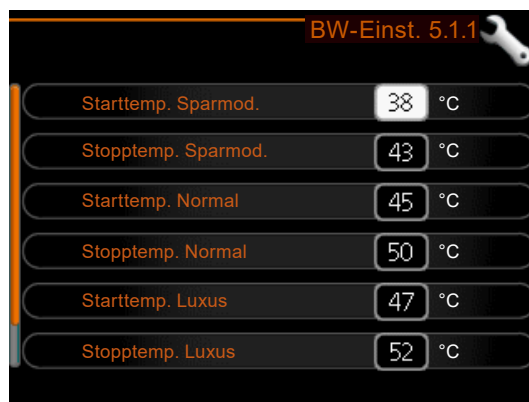 BW-Einst. 5.1.1
Starttemp. Sparmod. 38 °C
Stopptemp. Sparmod. 43 °C
Starttemp. Normal 45 °C
Stopptemp. Normal 50 °C
Starttemp. Luxus 47 °C
Stopptemp. Luxus 52 °C